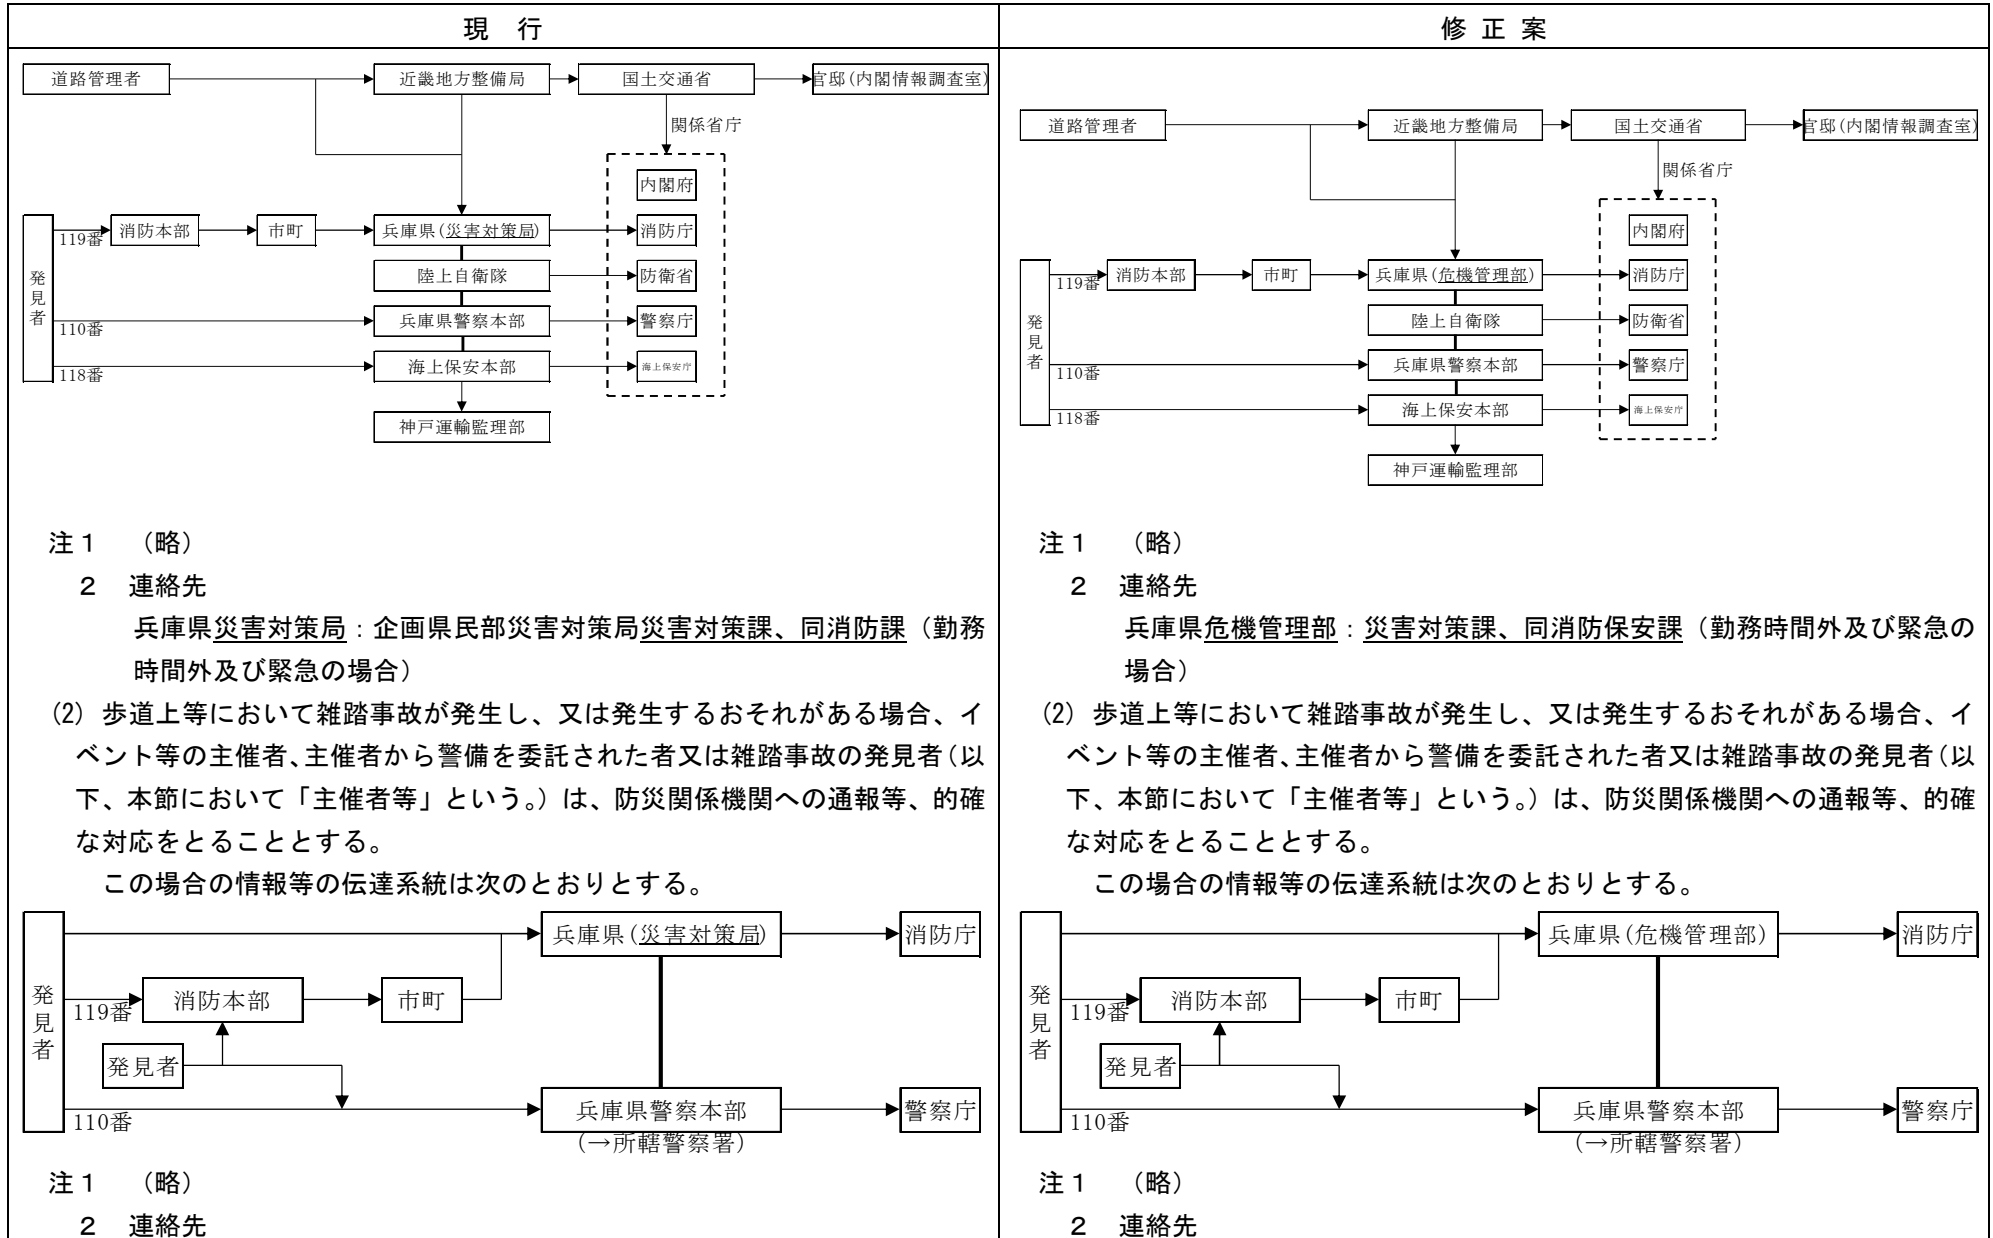 現　行
道路管理者
近畿地方整備局
国土交通省
官邸(内閣情報調査室)
関係省庁
内閣府
発見者
119番
消防本部
市町
兵庫県(災害対策局)
消防庁
陸上自衛隊
防衛省
110番
兵庫県警察本部
警察庁
118番
海上保安本部
海上保安庁
神戸運輸監理部
注１　（略）
２　連絡先
兵庫県災害対策局：企画県民部災害対策局災害対策課、同消防課（勤務
時間外及び緊急の場合）
(2) 歩道上等において雑踏事故が発生し、又は発生するおそれがある場合、イ
ベント等の主催者、主催者から警備を委託された者又は雑踏事故の発見者（以
下、本節において「主催者等」という。）は、防災関係機関への通報等、的確
な対応をとることとする。
この場合の情報等の伝達系統は次のとおりとする。
発見者
兵庫県(災害対策局)
消防庁
119番
消防本部
市町
発見者
110番
兵庫県警察本部
(→所轄警察署)
警察庁
注１　（略）
２　連絡先
修 正 案
道路管理者
近畿地方整備局
国土交通省
官邸(内閣情報調査室)
関係省庁
内閣府
発見者
119番
消防本部
市町
兵庫県(危機管理部)
消防庁
陸上自衛隊
防衛省
110番
兵庫県警察本部
警察庁
118番
海上保安本部
海上保安庁
神戸運輸監理部
注１　（略）
２　連絡先
兵庫県危機管理部：災害対策課、同消防保安課（勤務時間外及び緊急の
場合）
(2) 歩道上等において雑踏事故が発生し、又は発生するおそれがある場合、イ
ベント等の主催者、主催者から警備を委託された者又は雑踏事故の発見者（以
下、本節において「主催者等」という。）は、防災関係機関への通報等、的確
な対応をとることとする。
この場合の情報等の伝達系統は次のとおりとする。
発見者
兵庫県(危機管理部)
消防庁
119番
消防本部
市町
発見者
110番
兵庫県警察本部
(→所轄警察署)
警察庁
注１　（略）
２　連絡先